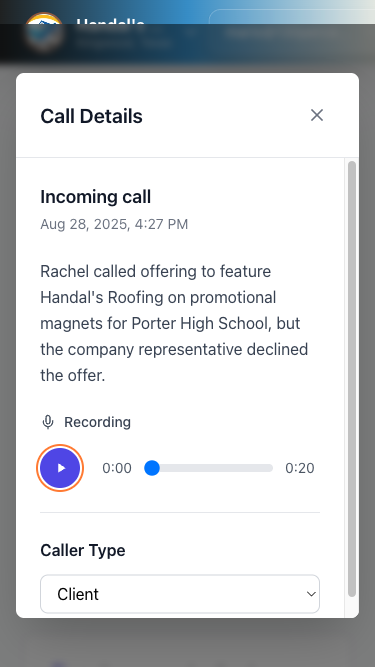 Handal's
Call Details
Incoming call
Aug 28, 2025, 4:27 PM
Rachel called offering to feature
Handal's Roofing on promotional
magnets for Porter High School, but
the company representative declined
the offer.
Recording
0:00
0:20
Caller Type
Client